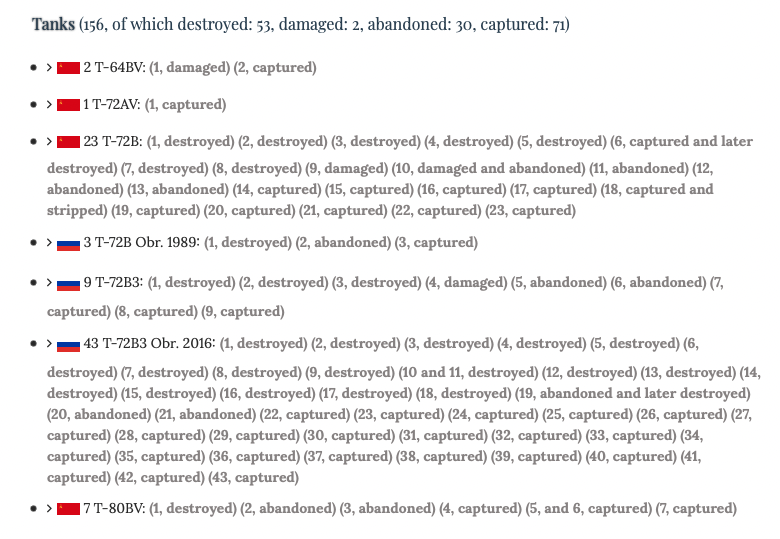 Tanks (156, of which destroyed: 53, damaged: 2, abandoned: 30, captured: 71)
2 T-64BV: (1, damaged) (2, captured)
1 T-72AV: (1, captured)
23 T-72B: (1, destroyed) (2, destroyed) (3, destroyed) (4, destroyed) (5, destroyed) (6, captured and later
destroyed) (7, destroyed) (8, destroyed) (9, damaged) (10, damaged and abandoned) (11, abandoned) (12,
abandoned) (13, abandoned) (14, captured) (15, captured) (16, captured) (17, captured) (18, captured and
stripped) (19, captured) (20, captured) (21, captured) (22, captured) (23, captured)
3 T-72B Obr. 1989: (1, destroyed) (2, abandoned) (3, captured)
9 T-72B3: (1, destroyed) (2, destroyed) (3, destroyed) (4, damaged) (5, abandoned) (6, abandoned) (7,
captured) (8, captured) (9, captured)
43 T-72B3 Obr. 2016: (1, destroyed) (2, destroyed) (3, destroyed) (4, destroyed) (5, destroyed) (6,
destroyed) (7, destroyed) (8, destroyed) (9, destroyed) (10 and 11, destroyed) (12, destroyed) (13, destroyed) (14,
destroyed) (15, destroyed) (16, destroyed) (17, destroyed) (18, destroyed) (19, abandoned and later destroyed)
(20, abandoned) (21, abandoned) (22, captured) (23, captured) (24, captured) (25, captured) (26, captured) (27,
captured) (28, captured) (29, captured) (30, captured) (31, captured) (32, captured) (33, captured) (34,
captured) (35, captured) (36, captured) (37, captured) (38, captured) (39, captured) (40, captured) (41,
captured) (42, captured) (43, captured)
7 T-80BV: (1, destroyed) (2, abandoned) (3, abandoned) (4, captured) (5, and 6, captured) (7, captured)